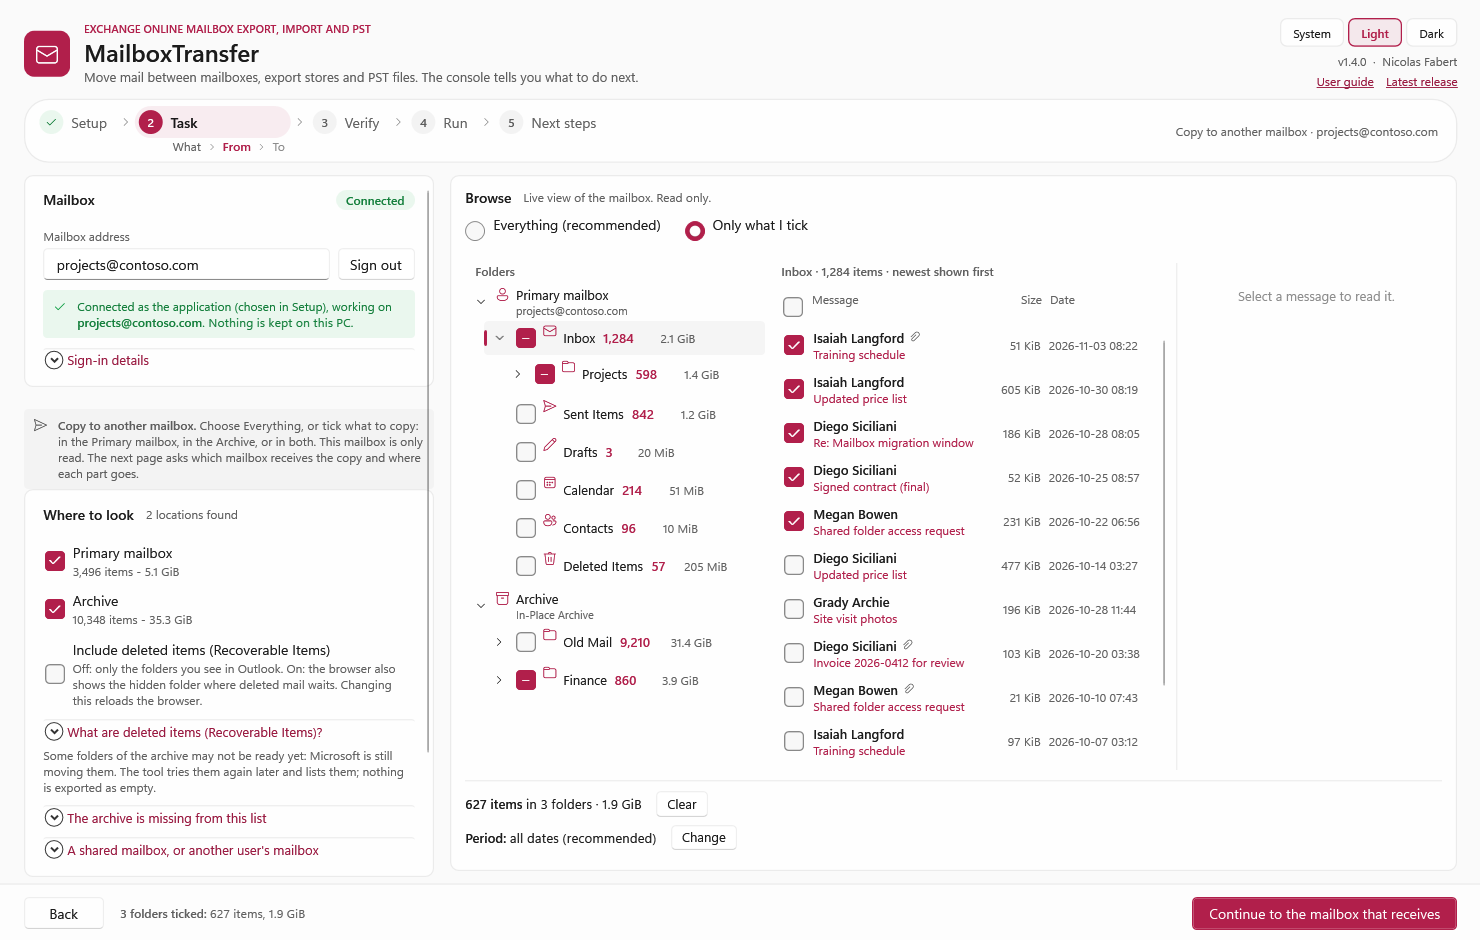 EXCHANGE ONLINE MAILBOX EXPORT, IMPORT AND PST
MailboxTransfer
Move mail between mailboxes, export stores and PST files. The console tells you what to do next.
System
Light
Dark
v1.4.0 · Nicolas Fabert
User guide
Latest release
Setup
2 Task
3 Verify
4 Run
5 Next steps
What
From
To
Copy to another mailbox · projects@contoso.com
Mailbox
Connected
Mailbox address
projects@contoso.com
Sign out
Connected as the application (chosen in Setup), working on
projects@contoso.com. Nothing is kept on this PC.
Sign-in details
Copy to another mailbox. Choose Everything, or tick what to copy:
in the Primary mailbox, in the Archive, or in both. This mailbox is only
read. The next page asks which mailbox receives the copy and where
each part goes.
Where to look 2 locations found
Primary mailbox
3,496 items - 5.1 GiB
Archive
10,348 items - 35.3 GiB
Include deleted items (Recoverable Items)
Off: only the folders you see in Outlook. On: the browser also
shows the hidden folder where deleted mail waits. Changing
this reloads the browser.
What are deleted items (Recoverable Items)?
Some folders of the archive may not be ready yet: Microsoft is still
moving them. The tool tries them again later and lists them; nothing
is exported as empty.
The archive is missing from this list
A shared mailbox, or another user's mailbox
Browse Live view of the mailbox. Read only.
Everything (recommended)
Only what I tick
Folders
Primary mailbox
projects@contoso.com
Inbox 1,284 2.1 GiB
Projects 598 1.4 GiB
Sent Items 842 1.2 GiB
Drafts 3 20 MiB
Calendar 214 51 MiB
Contacts 96 10 MiB
Deleted Items 57 205 MiB
Archive
In-Place Archive
Old Mail 9,210 31.4 GiB
Finance 860 3.9 GiB
Inbox · 1,284 items · newest shown first
Message Size Date
Isaiah Langford
Training schedule
51 KiB 2026-11-03 08:22
Isaiah Langford
Updated price list
605 KiB 2026-10-30 08:19
Diego Siciliani
Re: Mailbox migration window
186 KiB 2026-10-28 08:05
Diego Siciliani
Signed contract (final)
52 KiB 2026-10-25 08:57
Megan Bowen
Shared folder access request
231 KiB 2026-10-22 06:56
Diego Siciliani
Updated price list
477 KiB 2026-10-14 03:27
Grady Archie
Site visit photos
196 KiB 2026-10-28 11:44
Diego Siciliani
Invoice 2026-0412 for review
103 KiB 2026-10-20 03:38
Megan Bowen
Shared folder access request
21 KiB 2026-10-10 07:43
Isaiah Langford
Training schedule
97 KiB 2026-10-07 03:12
Select a message to read it.
627 items in 3 folders · 1.9 GiB
Clear
Period: all dates (recommended)
Change
Back
3 folders ticked: 627 items, 1.9 GiB
Continue to the mailbox that receives